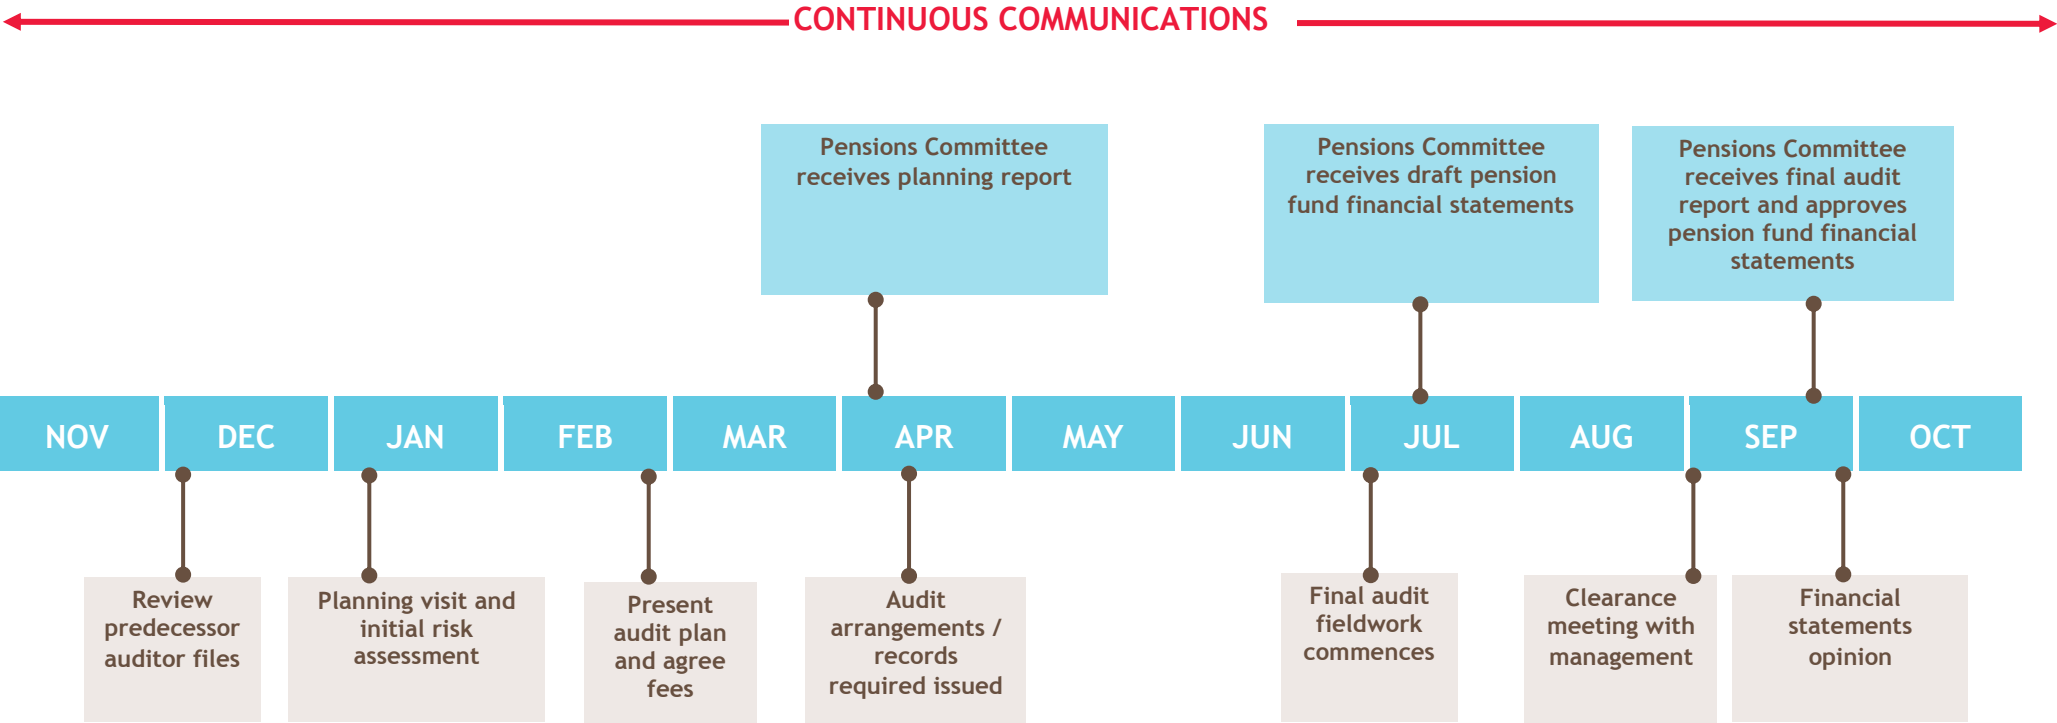 CONTINUOUS COMMUNICATIONS
Pensions Committee
receives planning report
Pensions Committee
receives draft pension
fund financial statements
Pensions Committee
receives final audit
report and approves
pension fund financial
statements
NOV
DEC
JAN
FEB
MAR
APR
MAY
JUN
JUL
AUG
SEP
OCT
Review
predecessor
auditor files
Planning visit and
initial risk
assessment
Present
audit plan
and agree
fees
Audit
arrangements /
records
required issued
Final audit
fieldwork
commences
Clearance
meeting with
management
Financial
statements
opinion